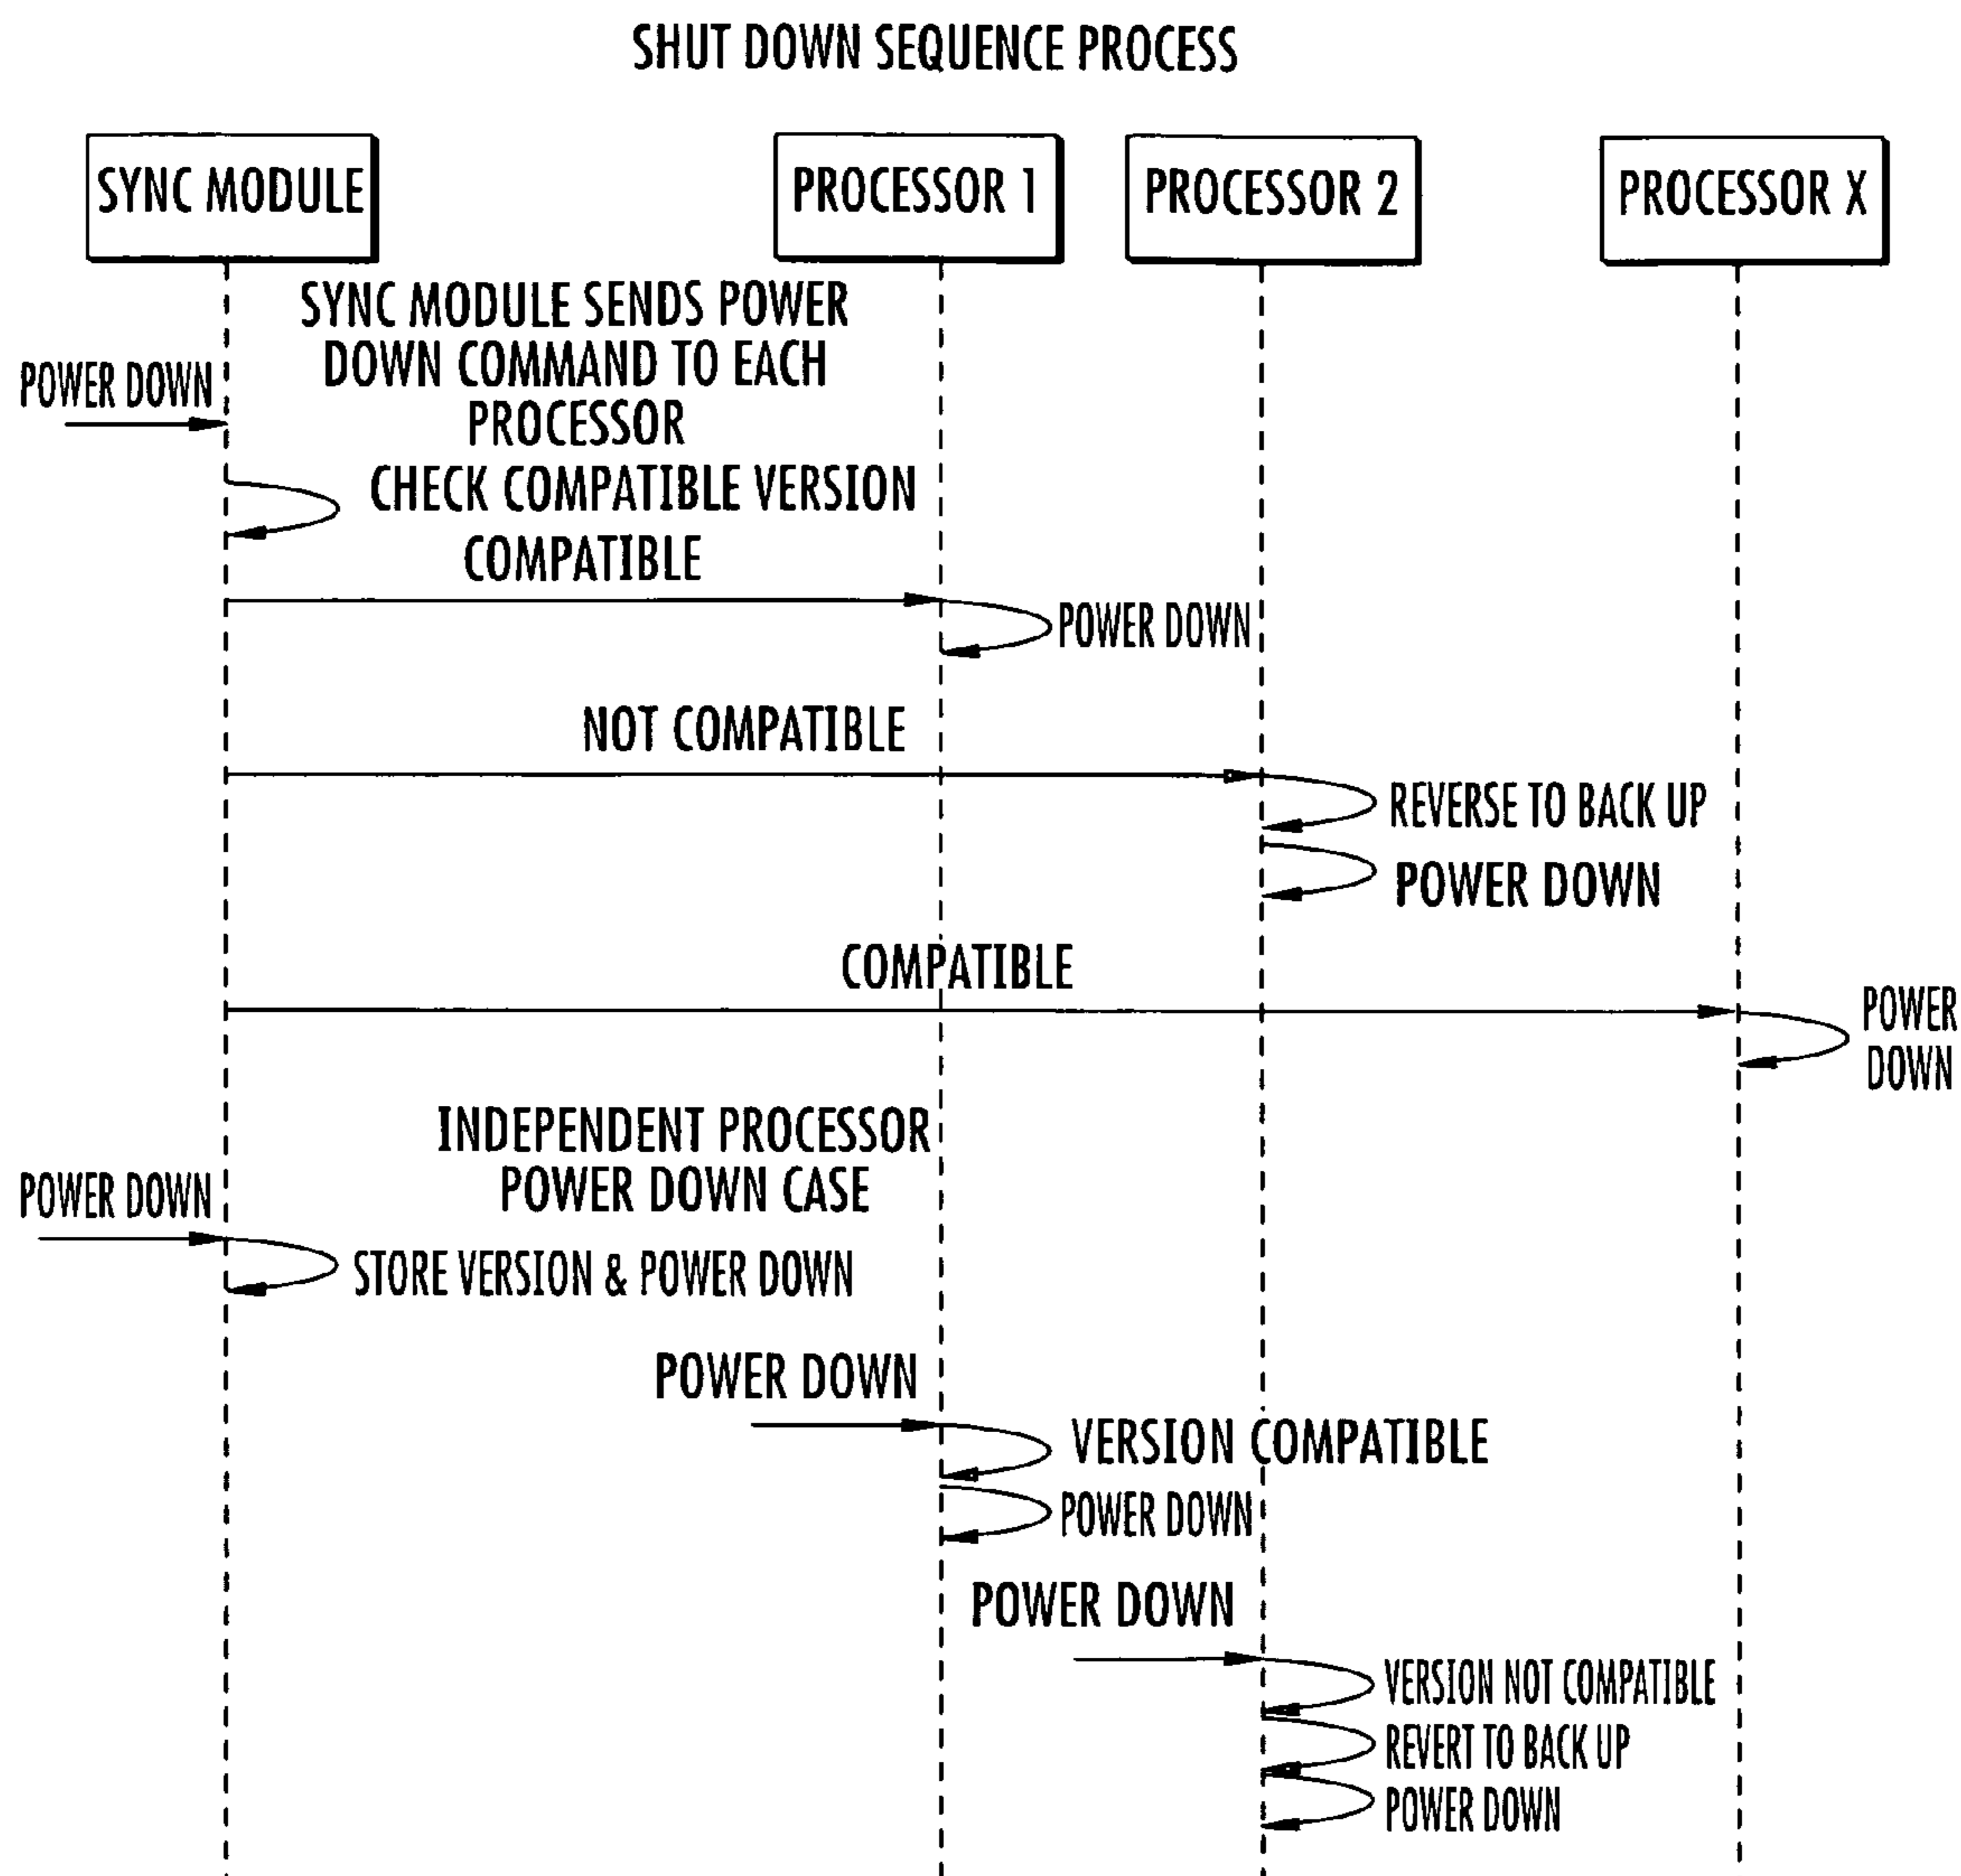 SHUT DOWN SEQUENCE PROCESS
SYNC MODULE
PROCESSOR 1
PROCESSOR 2
PROCESSOR X
SYNC MODULE SENDS POWER
DOWN COMMAND TO EACH
PROCESSOR
POWER DOWN
CHECK COMPATIBLE VERSION
COMPATIBLE
POWER DOWN
NOT COMPATIBLE
REVERSE TO BACK UP
POWER DOWN
COMPATIBLE
POWER
DOWN
INDEPENDENT PROCESSOR
POWER DOWN CASE
POWER DOWN
STORE VERSION & POWER DOWN
POWER DOWN
VERSION COMPATIBLE
POWER DOWN
POWER DOWN
VERSION NOT COMPATIBLE
REVERT TO BACK UP
POWER DOWN